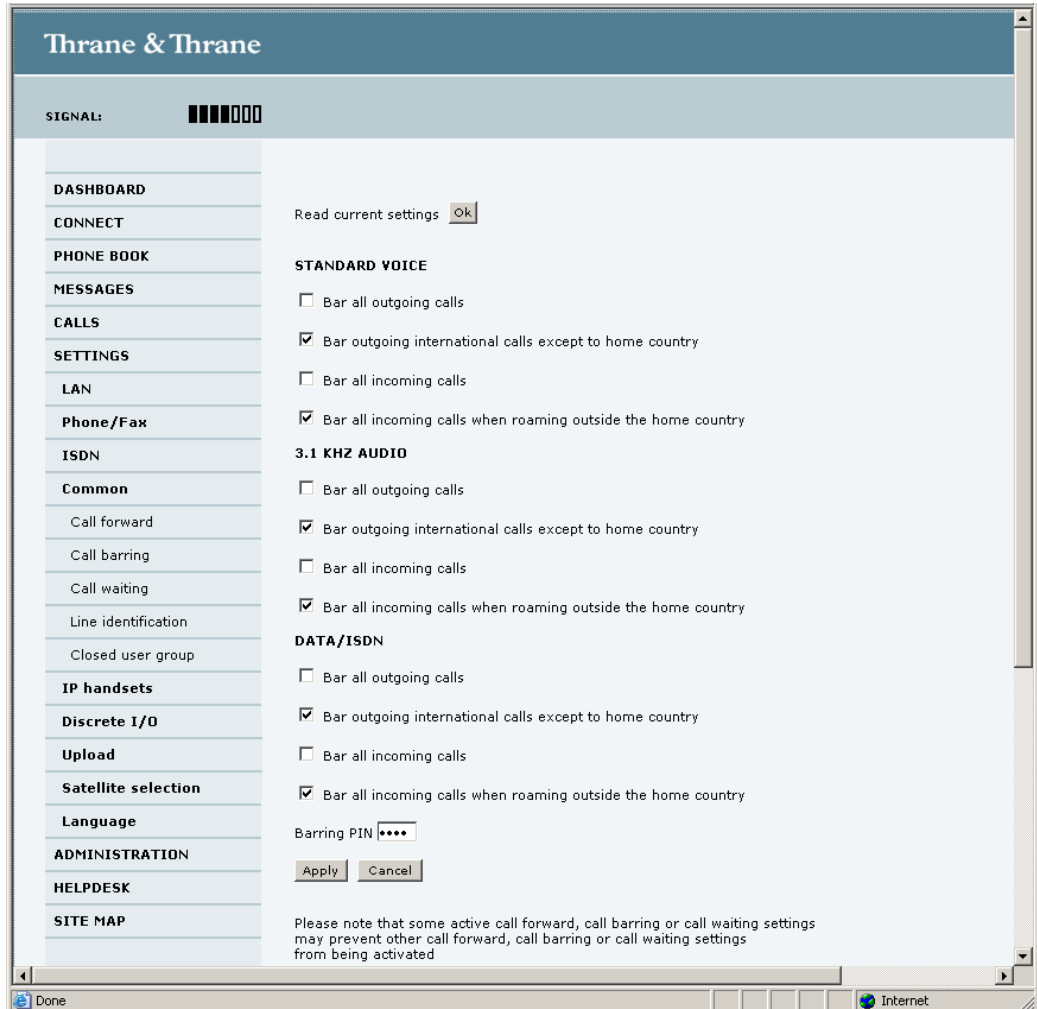 Thrane & Thrane
SIGNAL:
DASHBOARD
CONNECT
PHONE BOOK
MESSAGES
CALLS
SETTINGS
LAN
Phone/Fax
ISDN
Common
Call forward
Call barring
Call waiting
Line identification
Closed user group
IP handsets
Discrete I/O
Upload
Satellite selection
Language
ADMINISTRATION
HELPDESK
SITE MAP
Read current settings Ok
STANDARD VOICE
Bar all outgoing calls
Bar outgoing international calls except to home country
Bar all incoming calls
Bar all incoming calls when roaming outside the home country
3.1 KHZ AUDIO
Bar all outgoing calls
Bar outgoing international calls except to home country
Bar all incoming calls
Bar all incoming calls when roaming outside the home country
DATA/ISDN
Bar all outgoing calls
Bar outgoing international calls except to home country
Bar all incoming calls
Bar all incoming calls when roaming outside the home country
Barring PIN ••••
Apply Cancel
Please note that some active call forward, call barring or call waiting settings
may prevent other call forward, call barring or call waiting settings
from being activated
Done Internet